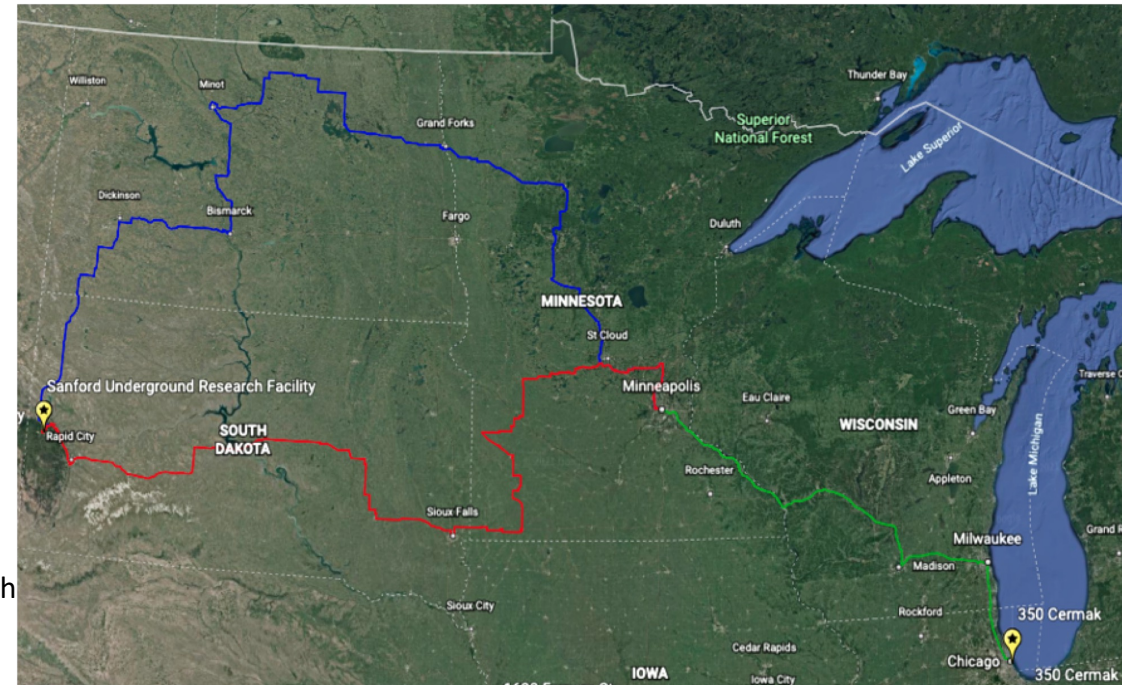 Thunder Bay
Williston
Minot
Superior
National Forest
Grand Forks
Lake Superior
Dickinson
Bismarck
Fargo
Duluth
MINNESOTA
St Cloud
Sanford Underground Research Facility
y
Minneapolis
Traverse C
Eau Claire
Green Bay
WISCONSIN
Rapid City
SOUTH
DAKOTA
Lake Michigan
Rochester
Appleton
Sioux Falls
Grand R
Milwaukee
Madison
h
Sioux City
Rockford
350 Cermak
Cedar Rapids
Chicago
IOWA
Iowa City
350 Cermak